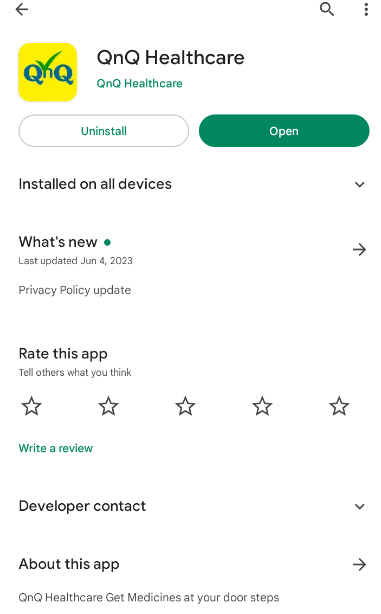 QnQ Healthcare
QnQ
QnQ Healthcare
Uninstall
Open
Installed on all devices
What's new
Last updated Jun 4, 2023
Privacy Policy update
Rate this app
Tell others what you think
Write a review
Developer contact
About this app
QnQ Healthcare Get Medicines at your door steps